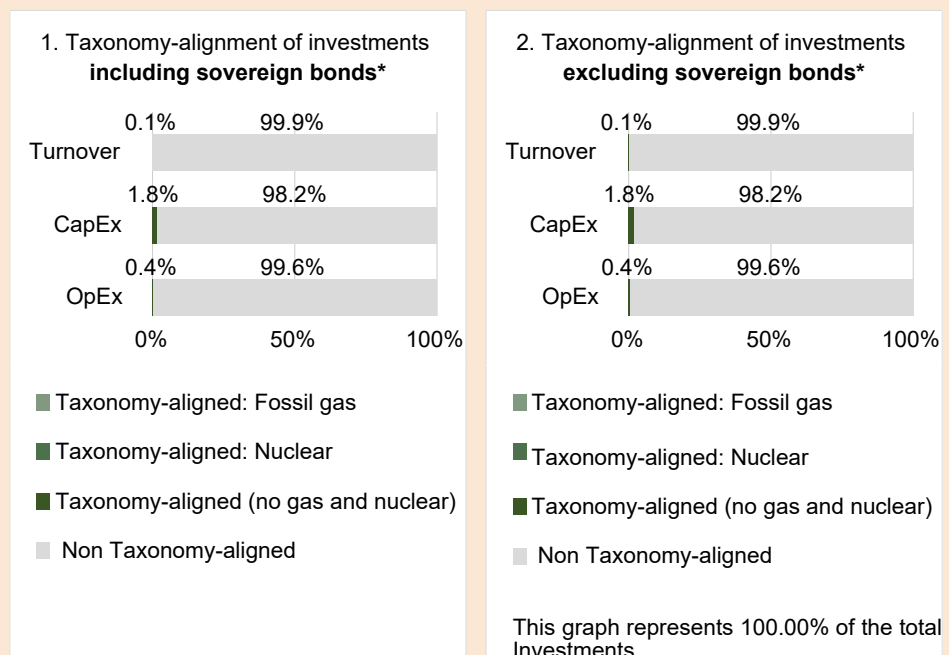 1. Taxonomy-alignment of investments
including sovereign bonds*
0.1% 99.9%
Turnover
1.8% 98.2%
CapEx
0.4% 99.6%
OpEx
0% 50% 100%
Taxonomy-aligned: Fossil gas
Taxonomy-aligned: Nuclear
Taxonomy-aligned (no gas and nuclear)
Non Taxonomy-aligned
2. Taxonomy-alignment of investments
excluding sovereign bonds*
0.1% 99.9%
Turnover
1.8% 98.2%
CapEx
0.4% 99.6%
OpEx
0% 50% 100%
Taxonomy-aligned: Fossil gas
Taxonomy-aligned: Nuclear
Taxonomy-aligned (no gas and nuclear)
Non Taxonomy-aligned
This graph represents 100.00% of the total
Investments